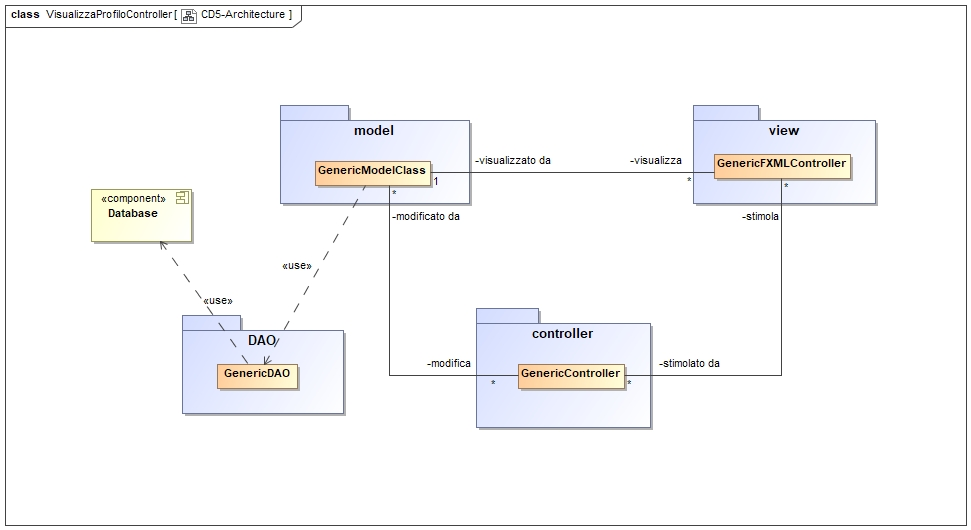 class VisualizzaProfiloController [ CD5-Architecture ]
model
view
GenericModelClass
-visualizzato da
-visualizza
GenericFXMLController
1
*
*
*
«component»
Database
-modificato da
-stimola
«use»
«use»
DAO
controller
GenericDAO
-modifica
GenericController
-stimolato da
*
*